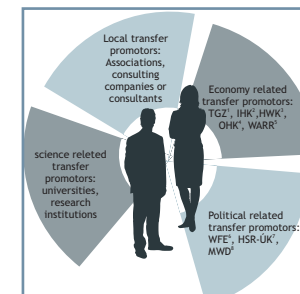 Local transfer
promotors:
Associations,
consulting
companies or
consultants
Economy related
transfer promotors:
TGZ¹, IHK²,HWK³,
OHK⁴, WARR⁵
science releted
transfer
promotors:
universities,
research
institutions
Political related
transfer promotors:
WFE⁶, HSR-ÜK⁷,
MWD⁸